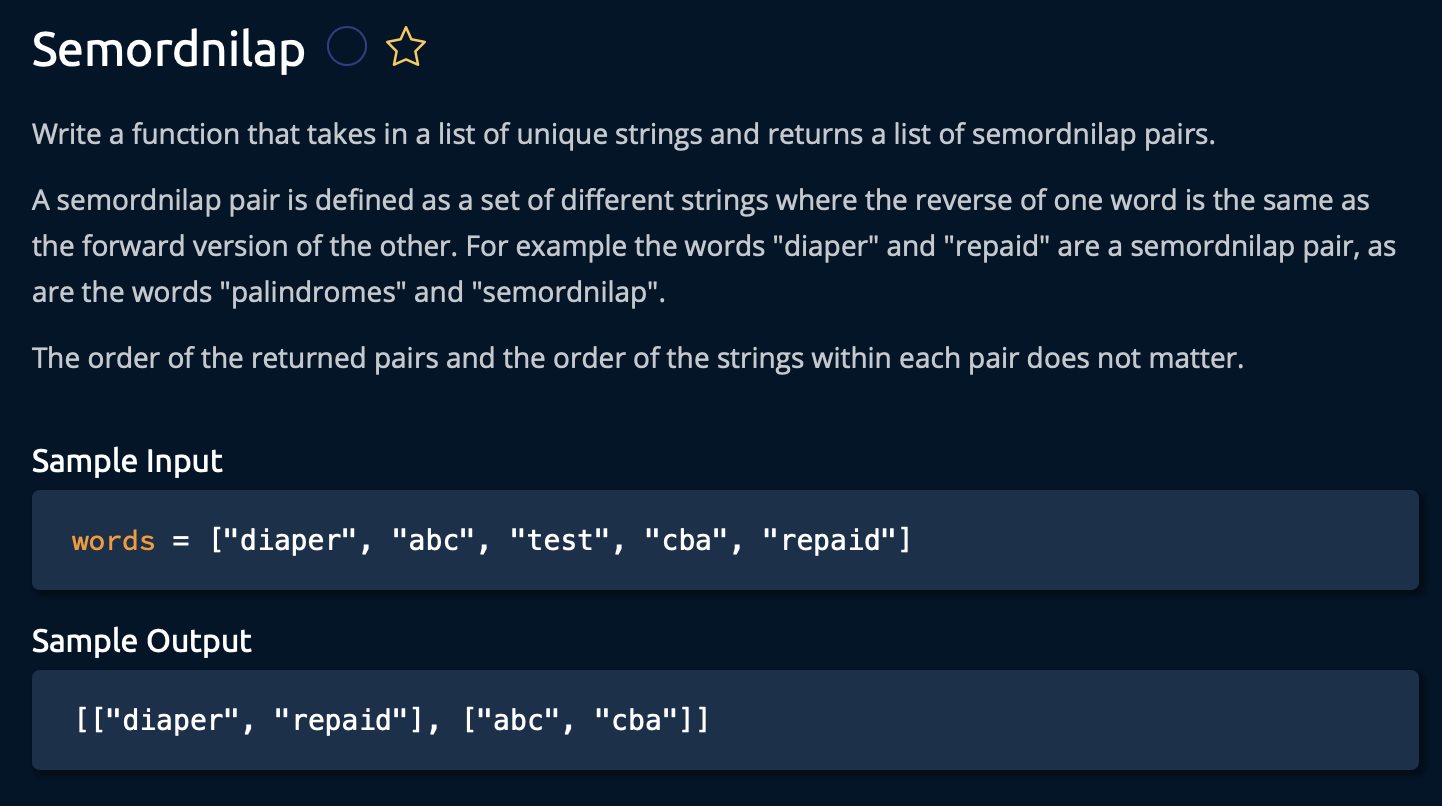 Semordnilap
Write a function that takes in a list of unique strings and returns a list of semordnilap pairs.
A semordnilap pair is defined as a set of different strings where the reverse of one word is the same as
the forward version of the other. For example the words "diaper" and "repaid" are a semordnilap pair, as
are the words "palindromes" and "semordnilap".
The order of the returned pairs and the order of the strings within each pair does not matter.
Sample Input
words = ["diaper", "abc", "test", "cba", "repaid"]
Sample Output
[["diaper", "repaid"], ["abc", "cba"]]